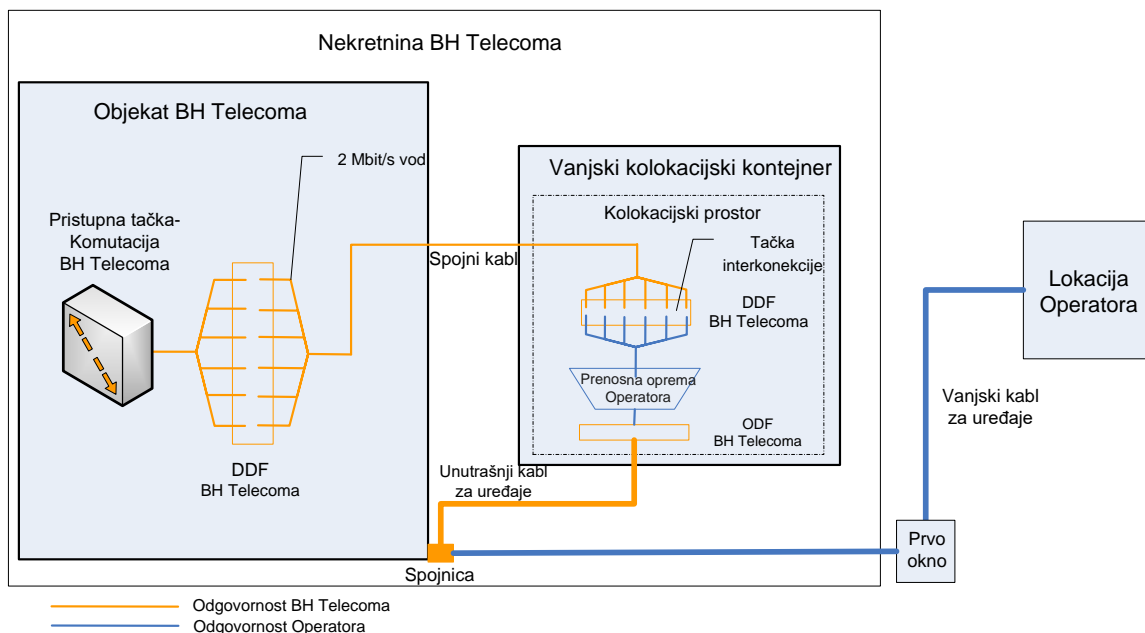 Nekretnina BH Telecoma
Objekat BH Telecoma
2 Mbit/s vod
Pristupna tačka-
Komutacija
BH Telecoma
DDF
BH Telecoma
Spojni kabl
Vanjski kolokacijski kontejner
Kolokacijski prostor
Tačka
interkonekcije
DDF
BH Telecoma
Prenosna oprema
Operatora
ODF
BH Telecoma
Unutrašnji kabl
za uređaje
Spojnica
Lokacija
Operatora
Vanjski kabl
za uređaje
Prvo
okno
Odgovornost BH Telecoma
Odgovornost Operatora